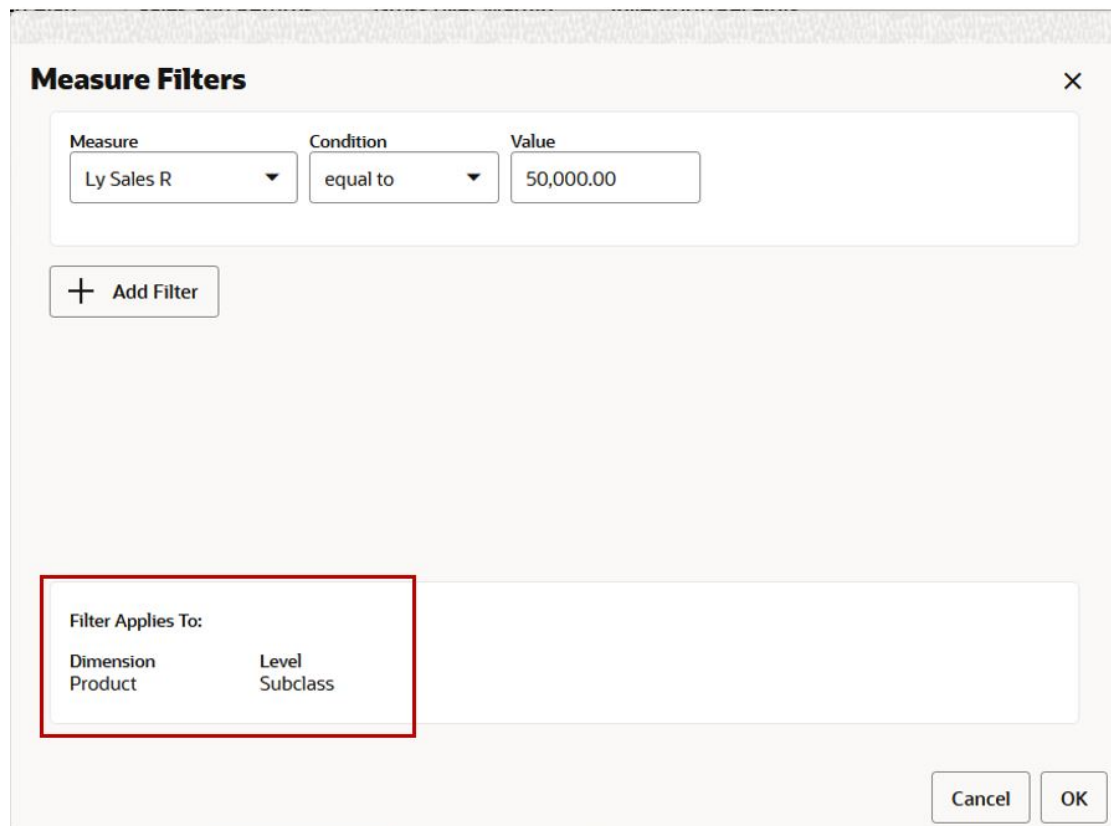 Measure Filters
Measure Condition Value
Ly Sales R equal to 50,000.00
Add Filter
Filter Applies To:
Dimension Level
Product Subclass
Cancel OK